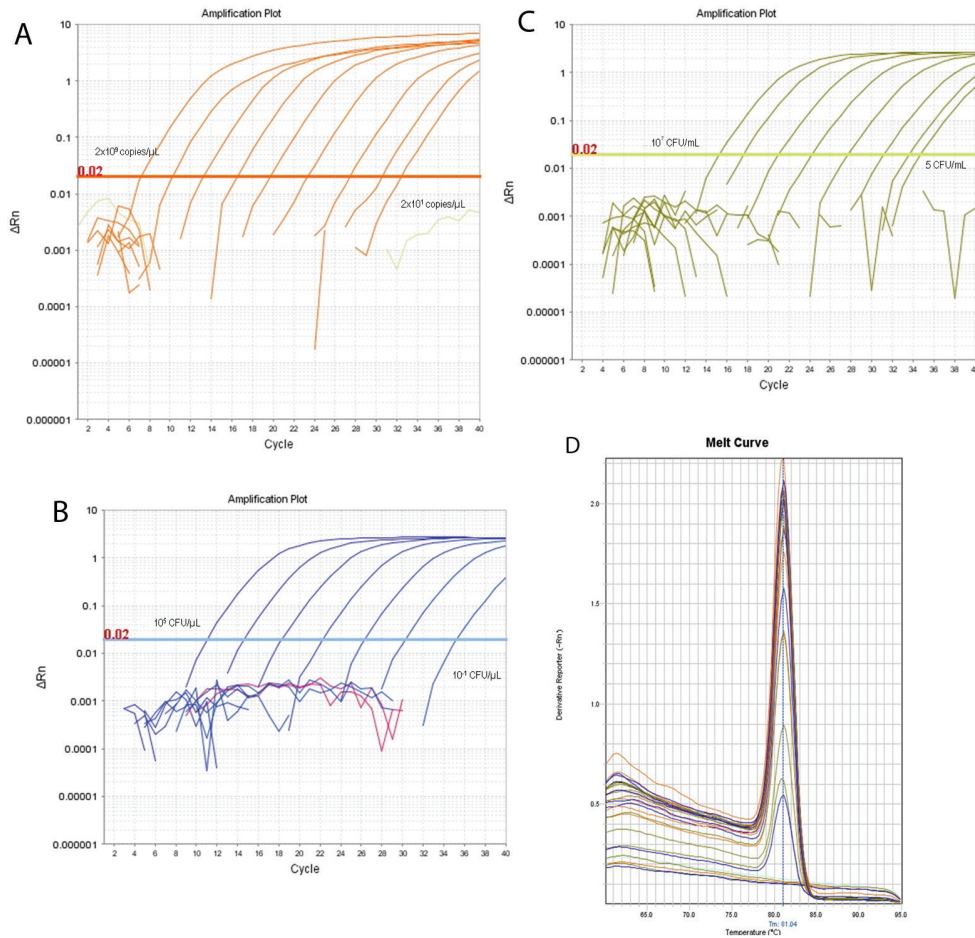 A
Amplification Plot
10
1
0.1
0.02
0.01
0.001
0.0001
0.00001
0.000001
ΔRn
2x10⁹ copies/µL
2x10¹ copies/µL
2 4 6 8 10 12 14 16 18 20 22 24 26 28 30 32 34 36 38 40
Cycle
C
Amplification Plot
10
1
0.1
0.02
0.01
0.001
0.0001
0.00001
0.000001
ΔRn
10⁷ CFU/mL
5 CFU/mL
2 4 6 8 10 12 14 16 18 20 22 24 26 28 30 32 34 36 38 40
Cycle
B
Amplification Plot
10
1
0.1
0.02
0.01
0.001
0.0001
0.00001
0.000001
ΔRn
CFU/µL
10⁻¹ CFU/µL
2 4 6 8 10 12 14 16 18 20 22 24 26 28 30 32 34 36 38 40
Cycle
D
Melt Curve
2.0
1.5
1.0
0.5
Derivative Reporter (-Rn)
65.0 70.0 75.0 80.0 85.0 90.0 95.0
Tm: 81.04
Temperature (°C)